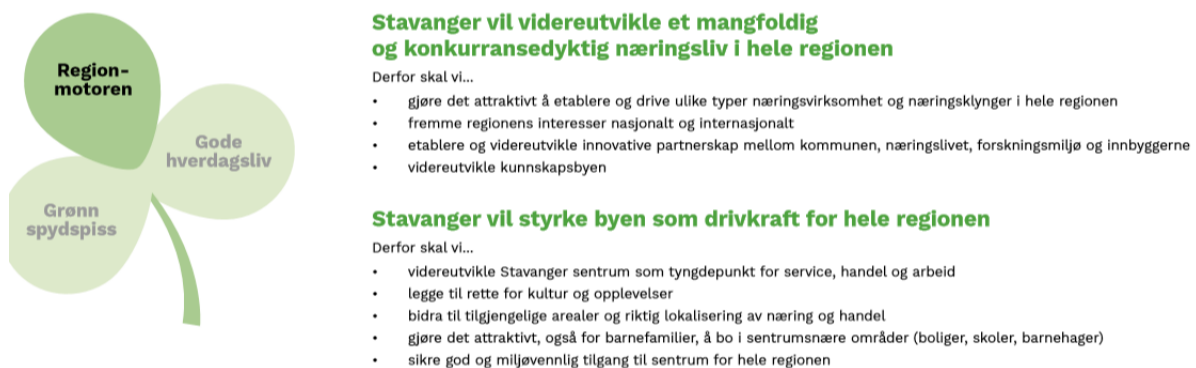 Region-
motoren
Gode
hverdagsliv
Grønn
spydspiss
Stavanger vil videreutvikle et mangfoldig
og konkurransedyktig næringsliv i hele regionen
Derfor skal vi...
• gjøre det attraktivt å etablere og drive ulike typer næringsvirksomhet og næringsklynger i hele regionen
• fremme regionens interesser nasjonalt og internasjonalt
• etablere og videreutvikle innovative partnerskap mellom kommunen, næringslivet, forskningsmiljø og innbyggerne
• videreutvikle kunnskapsbyen
Stavanger vil styrke byen som drivkraft for hele regionen
Derfor skal vi...
• videreutvikle Stavanger sentrum som tyngdepunkt for service, handel og arbeid
• legge til rette for kultur og opplevelser
• bidra til tilgjengelige arealer og riktig lokalisering av næring og handel
• gjøre det attraktivt, også for barnefamilier, å bo i sentrumsnære områder (boliger, skoler, barnehager)
• sikre god og miljøvennlig tilgang til sentrum for hele regionen